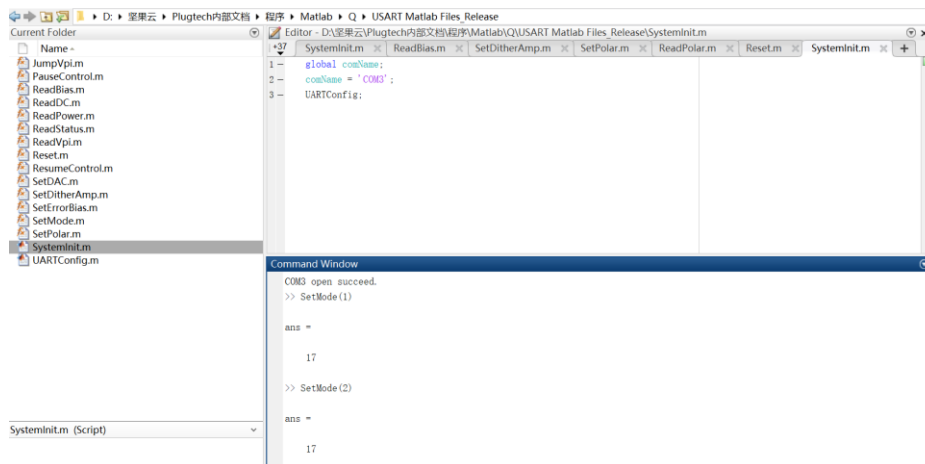 D: ▸ 坚果云 ▸ Plugtech内部文档 ▸ 程序 ▸ Matlab ▸ Q ▸ USART Matlab Files_Release
Current Folder
Name
JumpVpi.m
PauseControl.m
ReadBias.m
ReadDC.m
ReadPower.m
ReadStatus.m
ReadVpi.m
Reset.m
ResumeControl.m
SetDAC.m
SetDitherAmp.m
SetErrorBias.m
SetMode.m
SetPolar.m
SystemInit.m
UARTConfig.m
SystemInit.m (Script)
Editor - D:\坚果云\Plugtech内部文档\程序\Matlab\Q\USART Matlab Files_Release\SystemInit.m
+37 SystemInit.m ReadBias.m SetDitherAmp.m SetPolar.m ReadPolar.m Reset.m SystemInit.m
1 – global comName;
2 – comName = 'COM3';
3 – UARTConfig;
Command Window
COM3 open succeed.
>> SetMode(1)
ans =
17
>> SetMode(2)
ans =
17